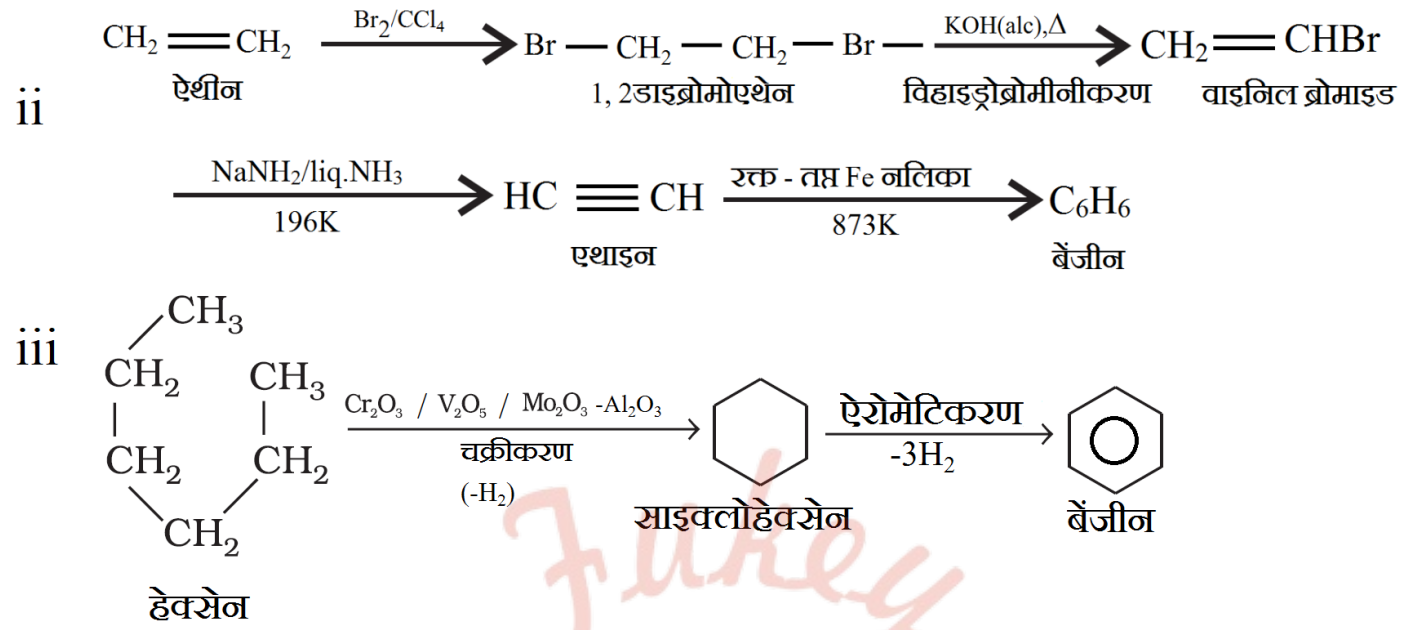 ii
CH₂ = CH₂ Br₂/CCl₄ Br — CH₂ — CH₂ — Br — KOH(alc),Δ CH₂ = CHBr
ऐथीन 1, 2डाइब्रोमोएथेन विहाइड्रोब्रोमीनीकरण वाइनिल ब्रोमाइड
NaNH₂/liq.NH₃ HC ≡ CH रक्त - तप्त Fe नलिका C₆H₆
196K एथाइन 873K बेंजीन
iii
CH₃
CH₂ CH₃
CH₂ CH₂
CH₂
हेक्सेन
Cr₂O₃ / V₂O₅ / Mo₂O₃ -Al₂O₃
चक्रीकरण
(-H₂)
साइक्लोहेक्सेन
ऐरोमेटिकरण
-3H₂
बेंजीन
Fukey